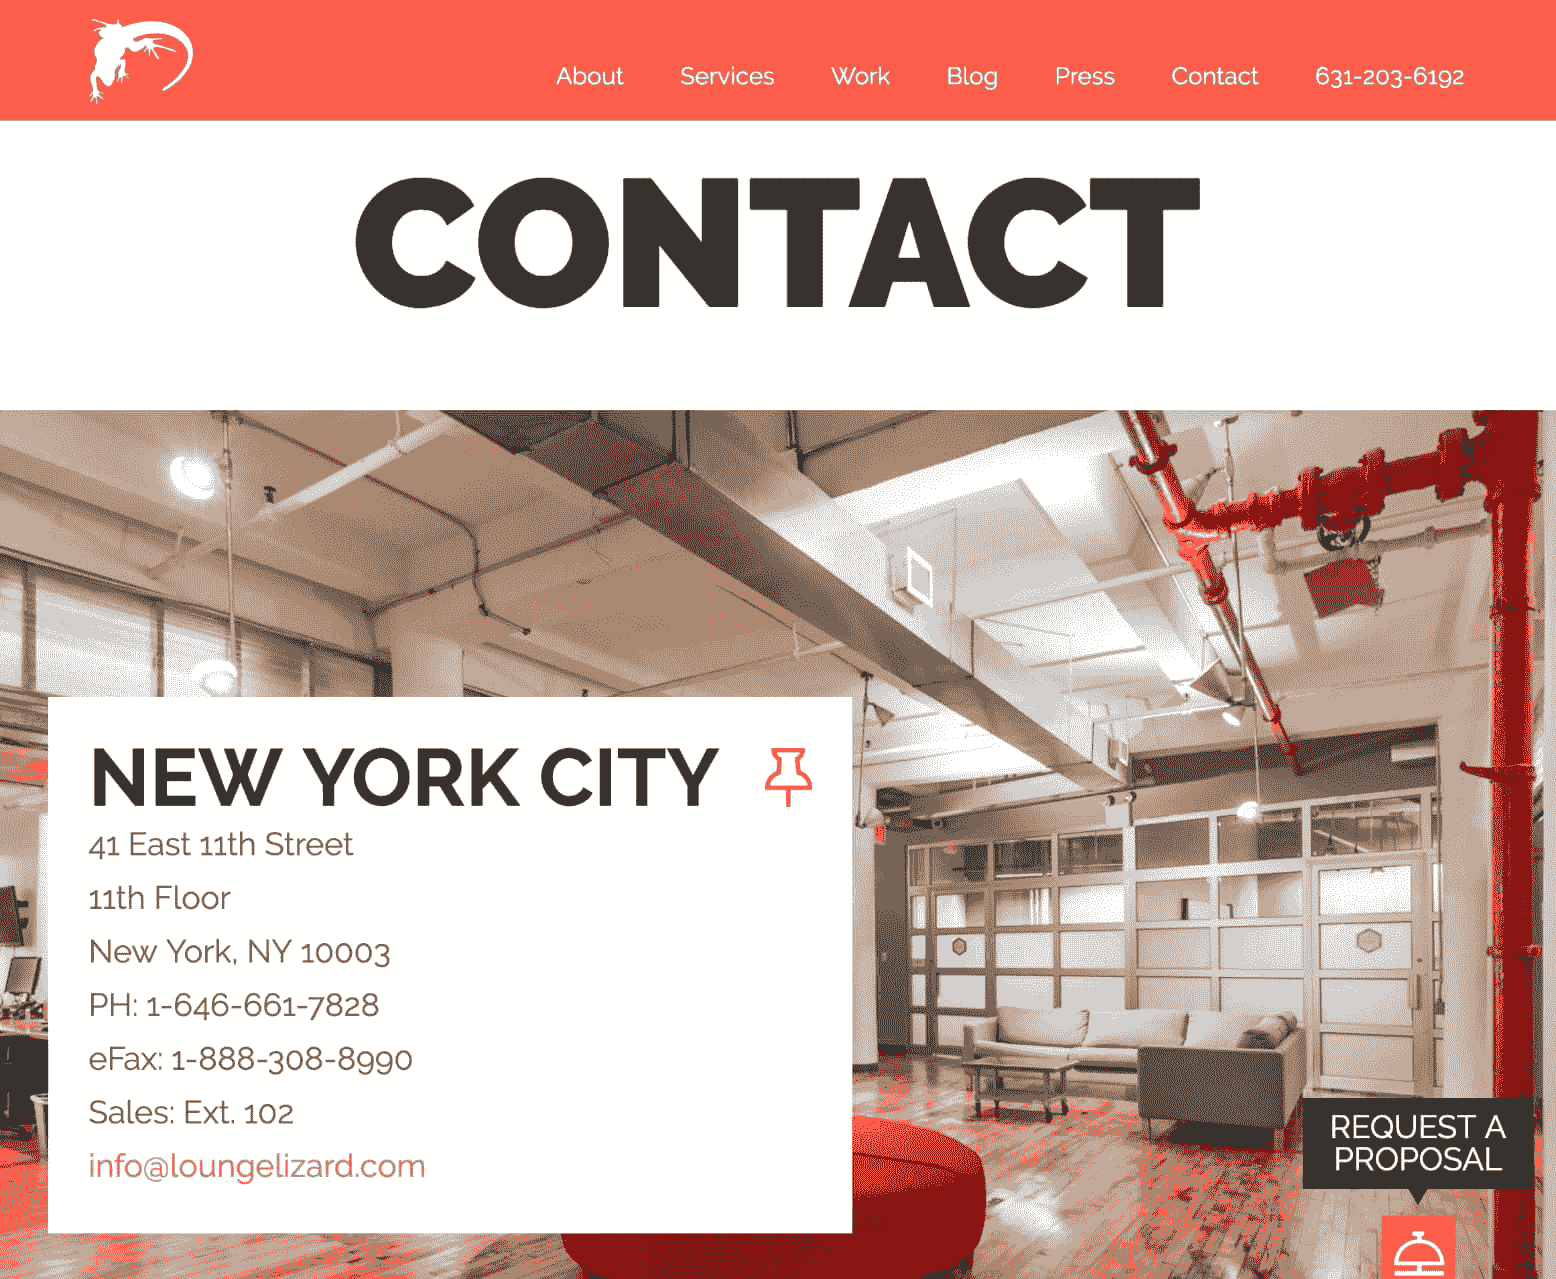 About Services Work Blog Press Contact 631-203-6192
CONTACT
NEW YORK CITY
41 East 11th Street
11th Floor
New York, NY 10003
PH: 1-646-661-7828
eFax: 1-888-308-8990
Sales: Ext. 102
info@loungelizard.com
REQUEST A
PROPOSAL